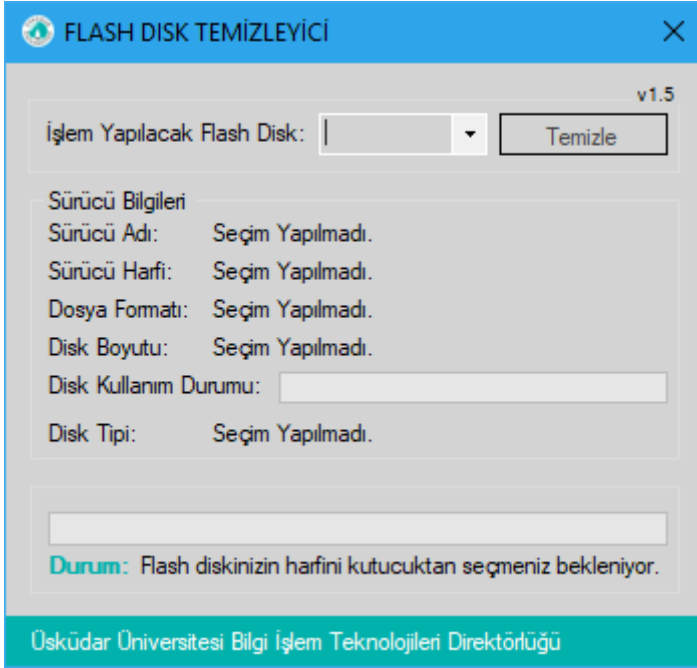 FLASH DISK TEMİZLEYİCİ
v1.5
İşlem Yapılacak Flash Disk: Temizle
Sürücü Bilgileri
Sürücü Adı: Seçim Yapılmadı.
Sürücü Harfi: Seçim Yapılmadı.
Dosya Formatı: Seçim Yapılmadı.
Disk Boyutu: Seçim Yapılmadı.
Disk Kullanım Durumu:
Disk Tipi: Seçim Yapılmadı.
Durum: Flash diskinizin harfini kutucuktan seçmeniz bekleniyor.
Üsküdar Üniversitesi Bilgi İşlem Teknolojileri Direktörlüğü